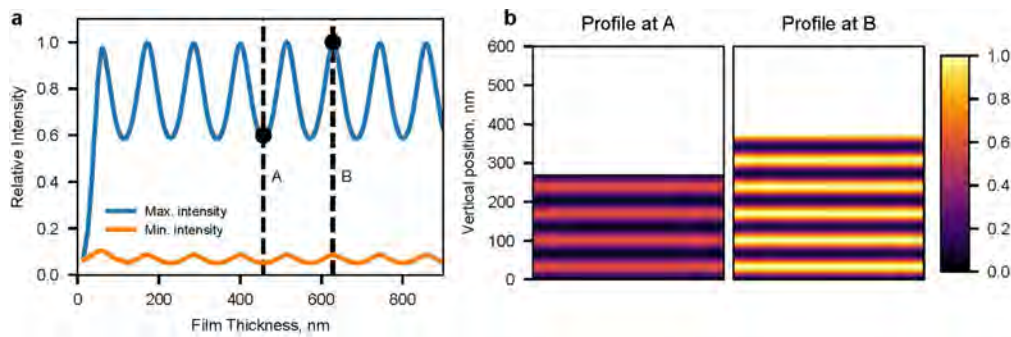 a
Relative Intensity
1.0
0.8
0.6
0.4
0.2
0.0
A
B
Max. intensity
Min. intensity
0
200
400
600
800
Film Thickness, nm
b
Profile at A
Profile at B
Vertical position, nm
600
500
400
300
200
100
0
1.0
0.8
0.6
0.4
0.2
0.0